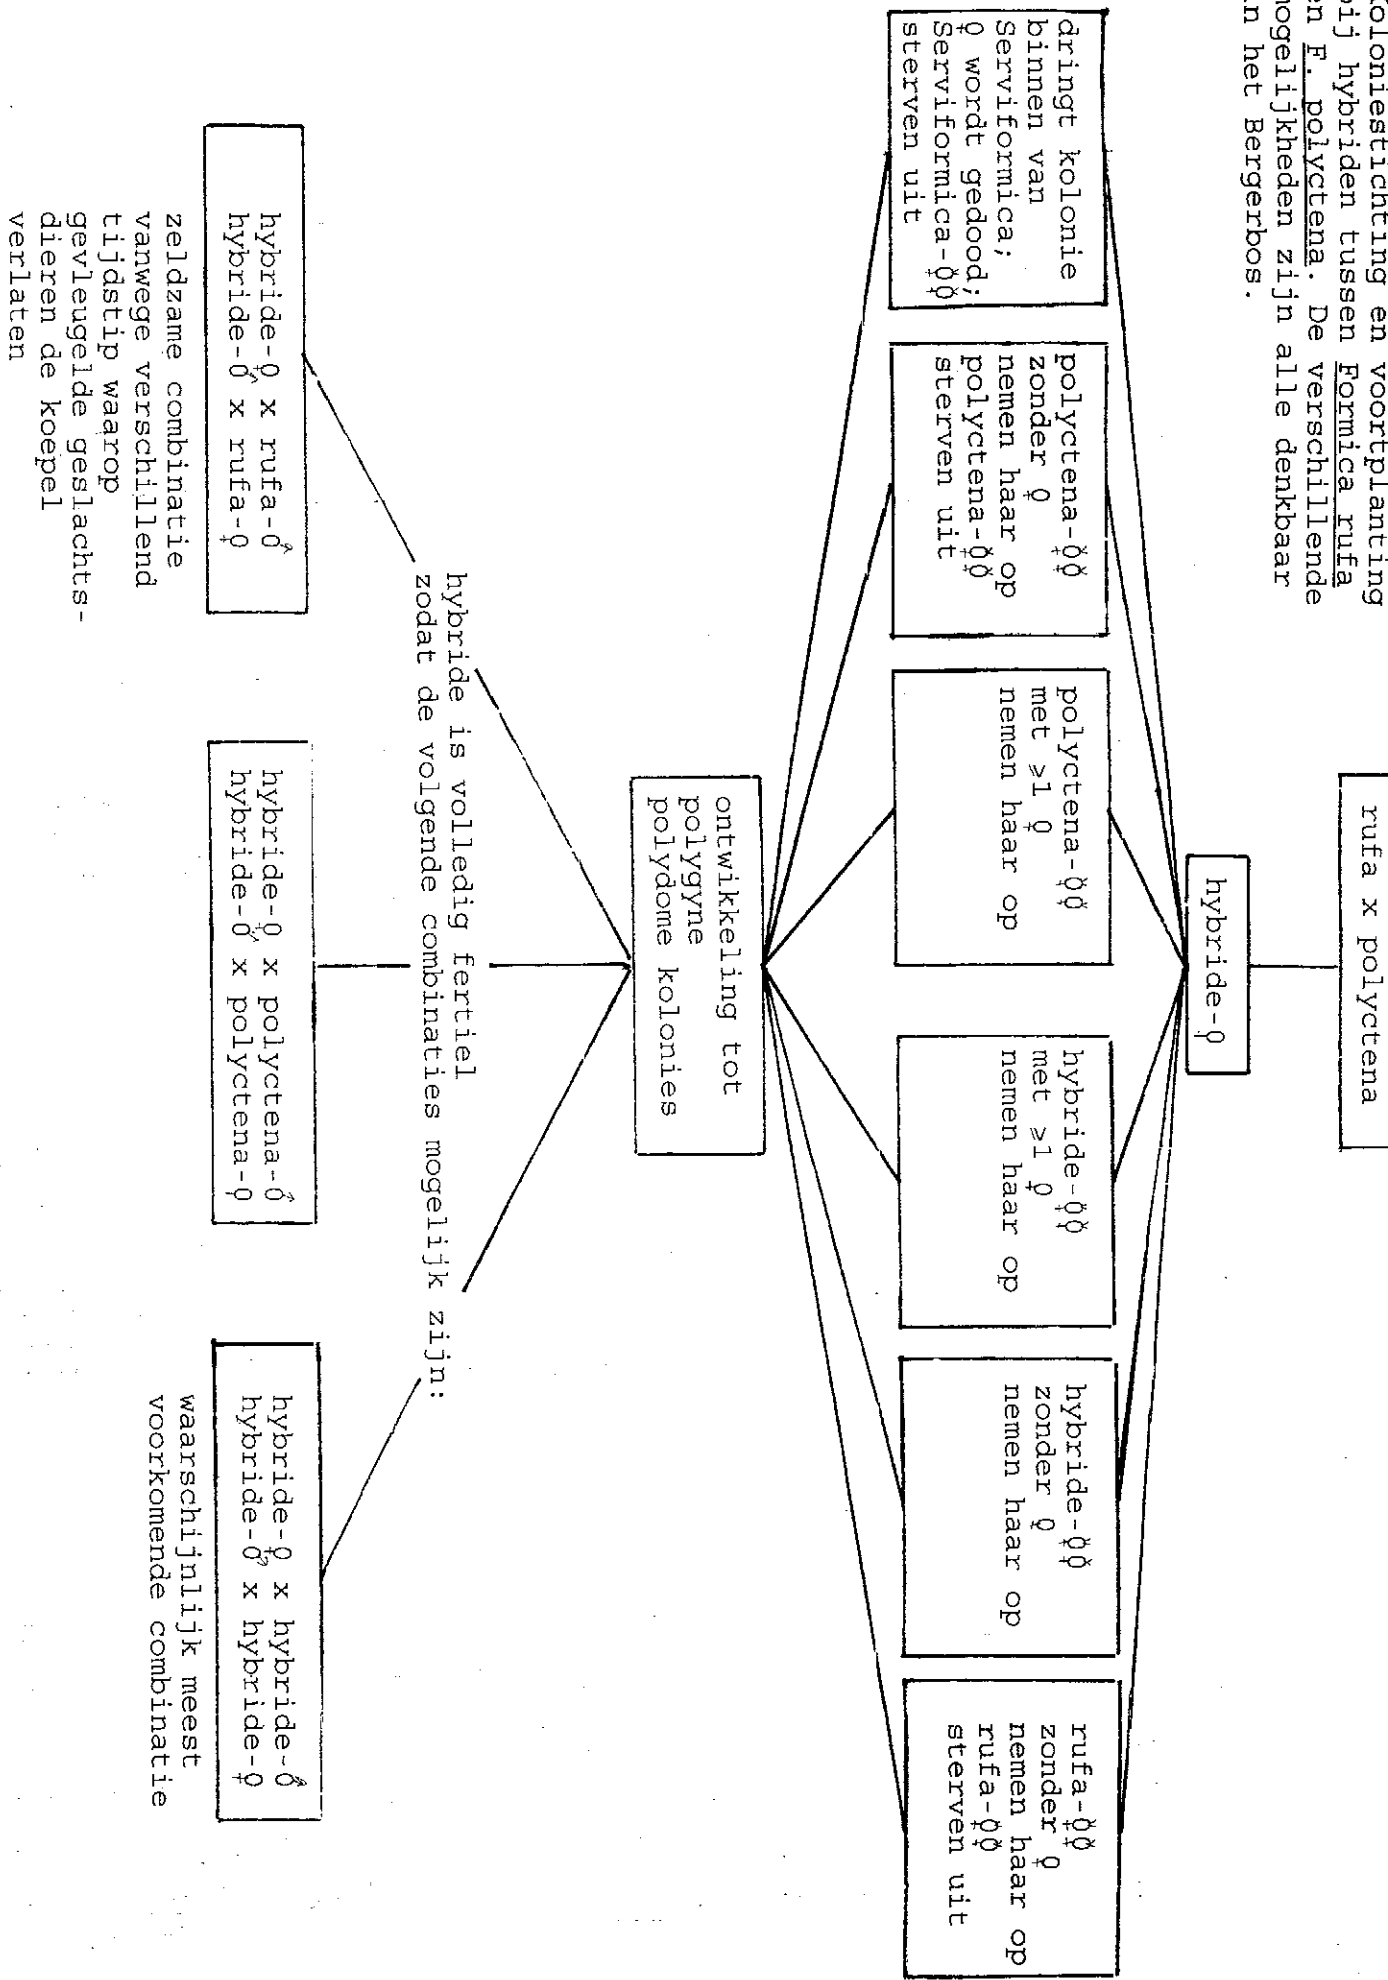 koloniestichting en voortplanting
bij hybriden tussen Formica rufa
en F. polyctena. De verschillende
mogelijkheden zijn alle denkbaar
in het Bergerbos.
rufa x polyctena
hybride-♀
dringt kolonie
binnen van
Serviformica;
♀ wordt gedood;
Serviformica-☿☿
sterven uit
polyctena-☿☿
zonder ♀
nemen haar op
polyctena-☿☿
sterven uit
polyctena-☿☿
met ⩾1 ♀
nemen haar op
hybride-☿☿
met ⩾1 ♀
nemen haar op
hybride-☿☿
zonder ♀
nemen haar op
rufa-☿☿
zonder ♀
nemen haar op
rufa-☿☿
sterven uit
ontwikkeling tot
polygyne
polydome kolonies
hybride is volledig fertiel
zodat de volgende combinaties mogelijk zijn:
hybride-♀ x rufa-♂
hybride-♂ x rufa-♀
zeldzame combinatie
vanwege verschillend
tijdstip waarop
gevleugelde geslachts-
dieren de koepel
verlaten
hybride-♀ x polyctena-♂
hybride-♂ x polyctena-♀
hybride-♀ x hybride-♂
hybride-♂ x hybride-♀
waarschijnlijk meest
voorkomende combinatie